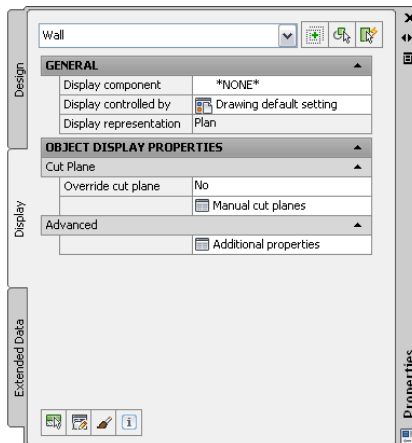 Wall
GENERAL
Display component *NONE*
Display controlled by Drawing default setting
Display representation Plan
OBJECT DISPLAY PROPERTIES
Cut Plane
Override cut plane No
Manual cut planes
Advanced
Additional properties
Design
Display
Extended Data
Properties